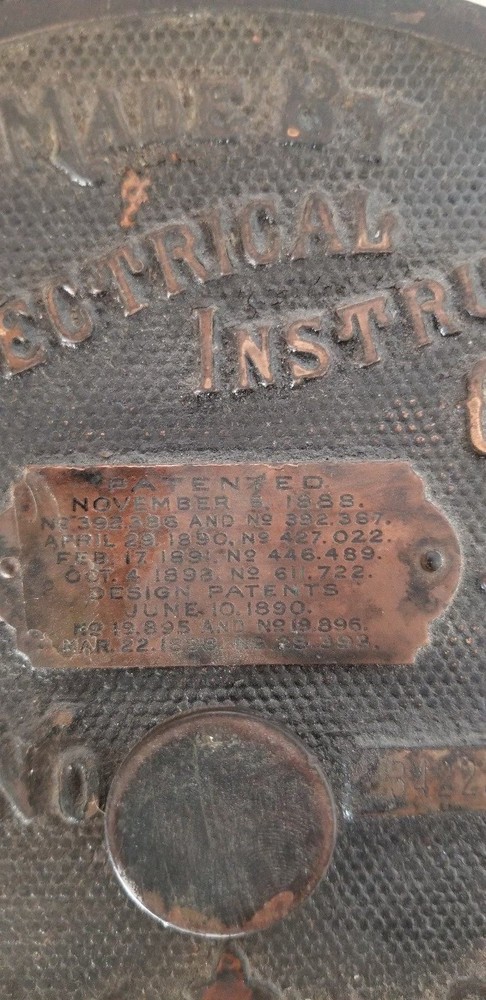 MADE BY
ECTRICAL
INSTRU
PATENTED
NOVEMBER 6, 1888.
Nº 392,386 AND Nº 392,387.
APRIL 29, 1890, Nº 427,022.
FEB. 17, 1891, Nº 446,489.
OCT. 4, 1898, Nº 611,722.
DESIGN PATENTS
JUNE 10, 1890.
NO 19,895 AND Nº 19,896.
MAR. 22,
No